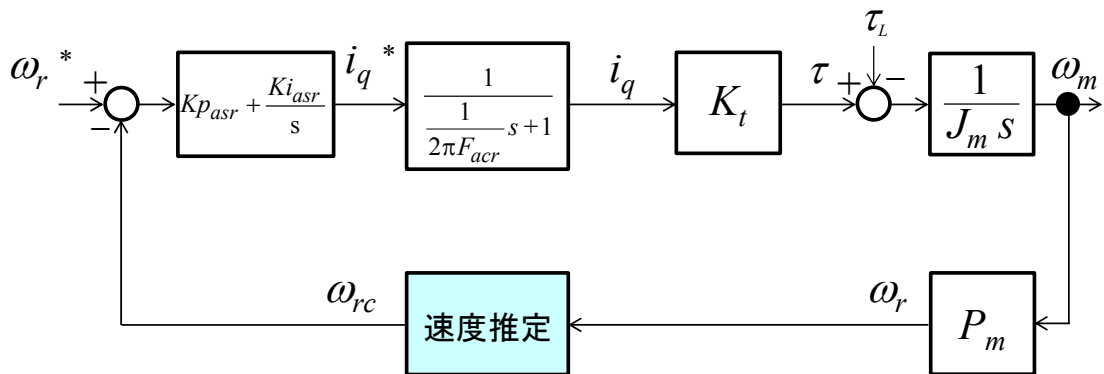 ω_r * + − Kp_asr + Ki_asr/s i_q * 1/((1/(2πF_acr))s+1) i_q K_t τ + τ_L − 1/(J_m s) ω_m
ω_rc 速度推定 ω_r P_m